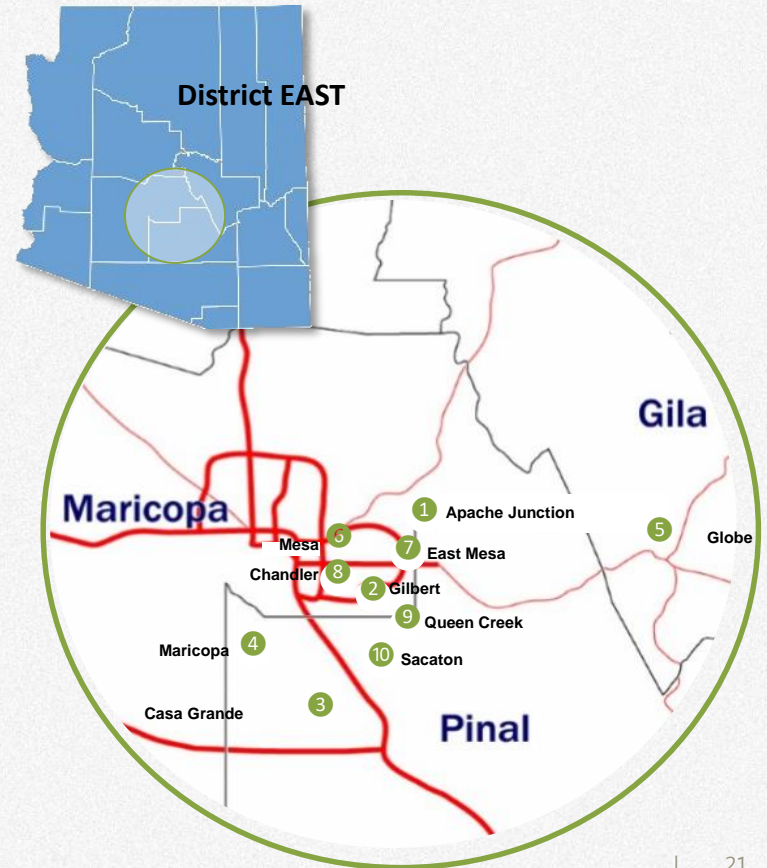 District EAST
Gila
Maricopa
1 Apache Junction
5 Globe
Mesa 6
7 East Mesa
Chandler 8
2 Gilbert
9 Queen Creek
Maricopa 4
10 Sacaton
Casa Grande 3
Pinal
| 21